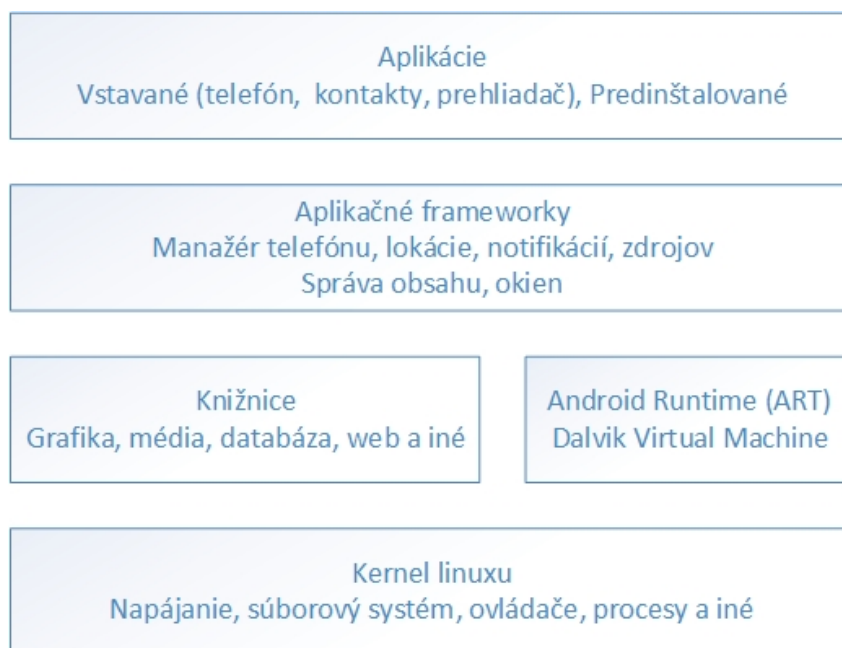 Aplikácie
Vstavané (telefón, kontakty, prehliadač), Predinštalované
Aplikačné frameworky
Manažér telefónu, lokácie, notifikácií, zdrojov
Správa obsahu, okien
Knižnice
Grafika, média, databáza, web a iné
Android Runtime (ART)
Dalvik Virtual Machine
Kernel linuxu
Napájanie, súborový systém, ovládače, procesy a iné